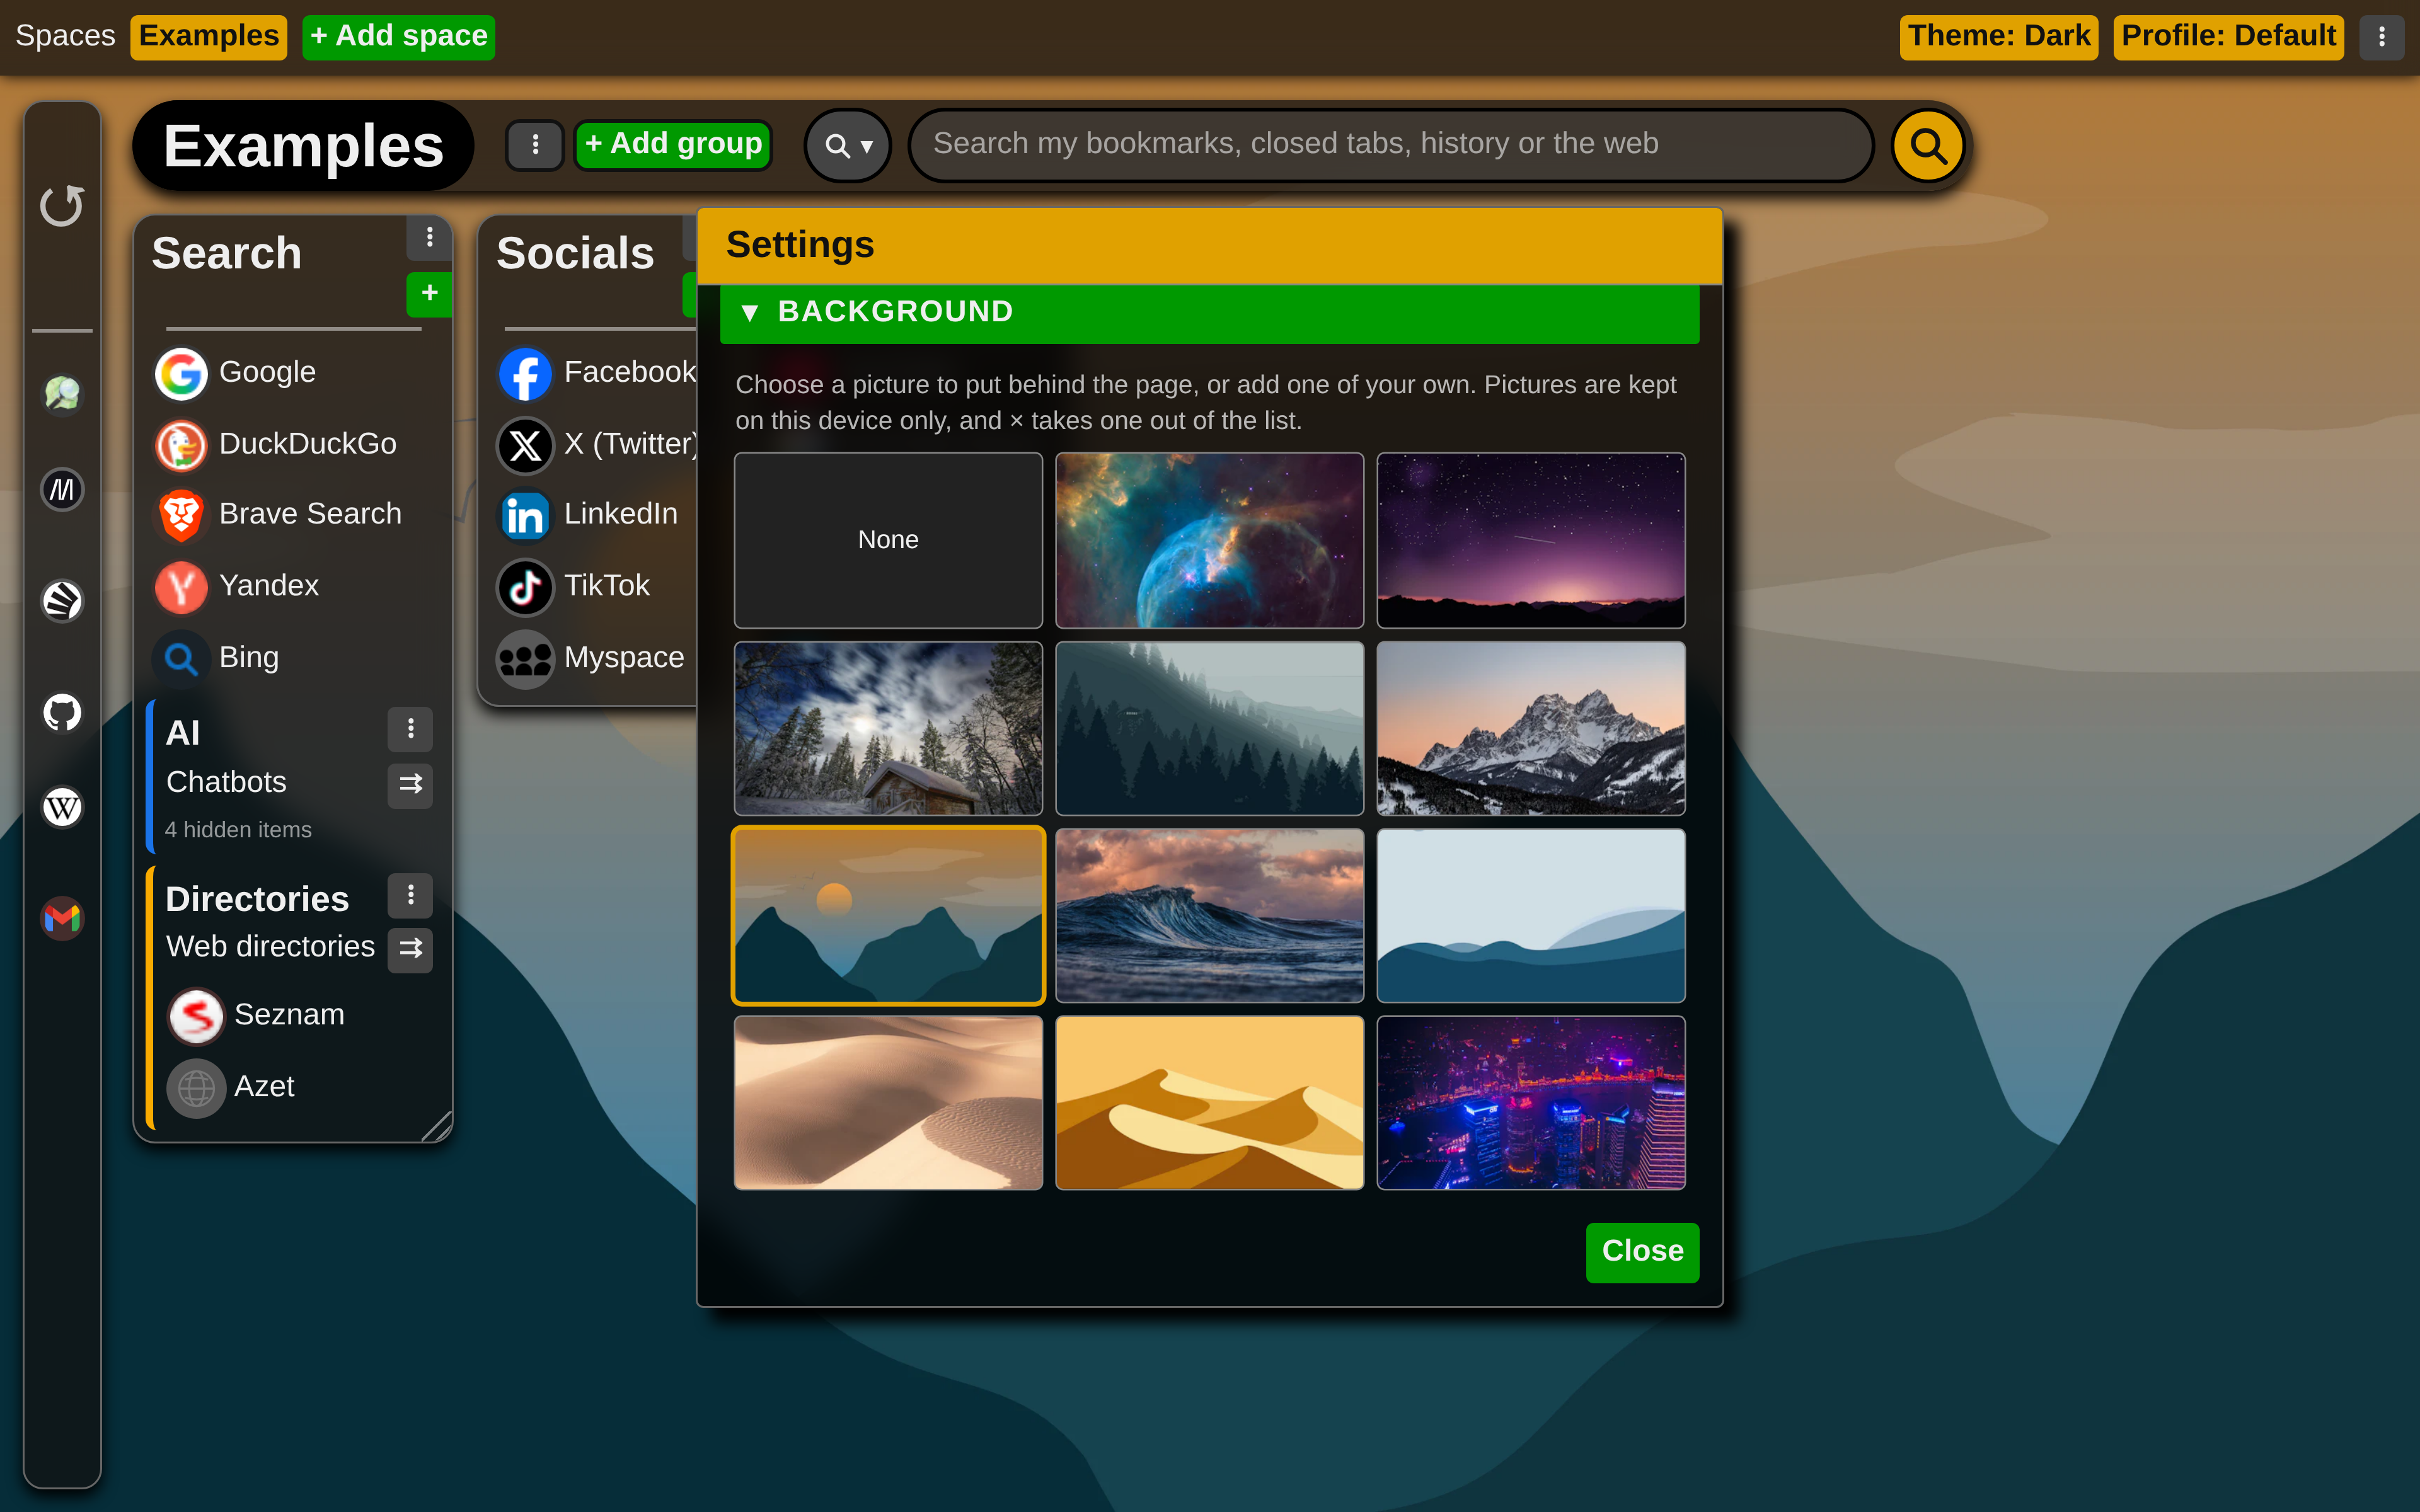 Spaces Examples + Add space Theme: Dark Profile: Default
Examples + Add group Search my bookmarks, closed tabs, history or the web
Search
+
Google
DuckDuckGo
Brave Search
Yandex
Bing
AI
Chatbots
4 hidden items
Directories
Web directories
Seznam
Azet
Socials
Facebook
X (Twitter)
LinkedIn
TikTok
Myspace
Settings
▼ BACKGROUND
Choose a picture to put behind the page, or add one of your own. Pictures are kept
on this device only, and × takes one out of the list.
None
Close